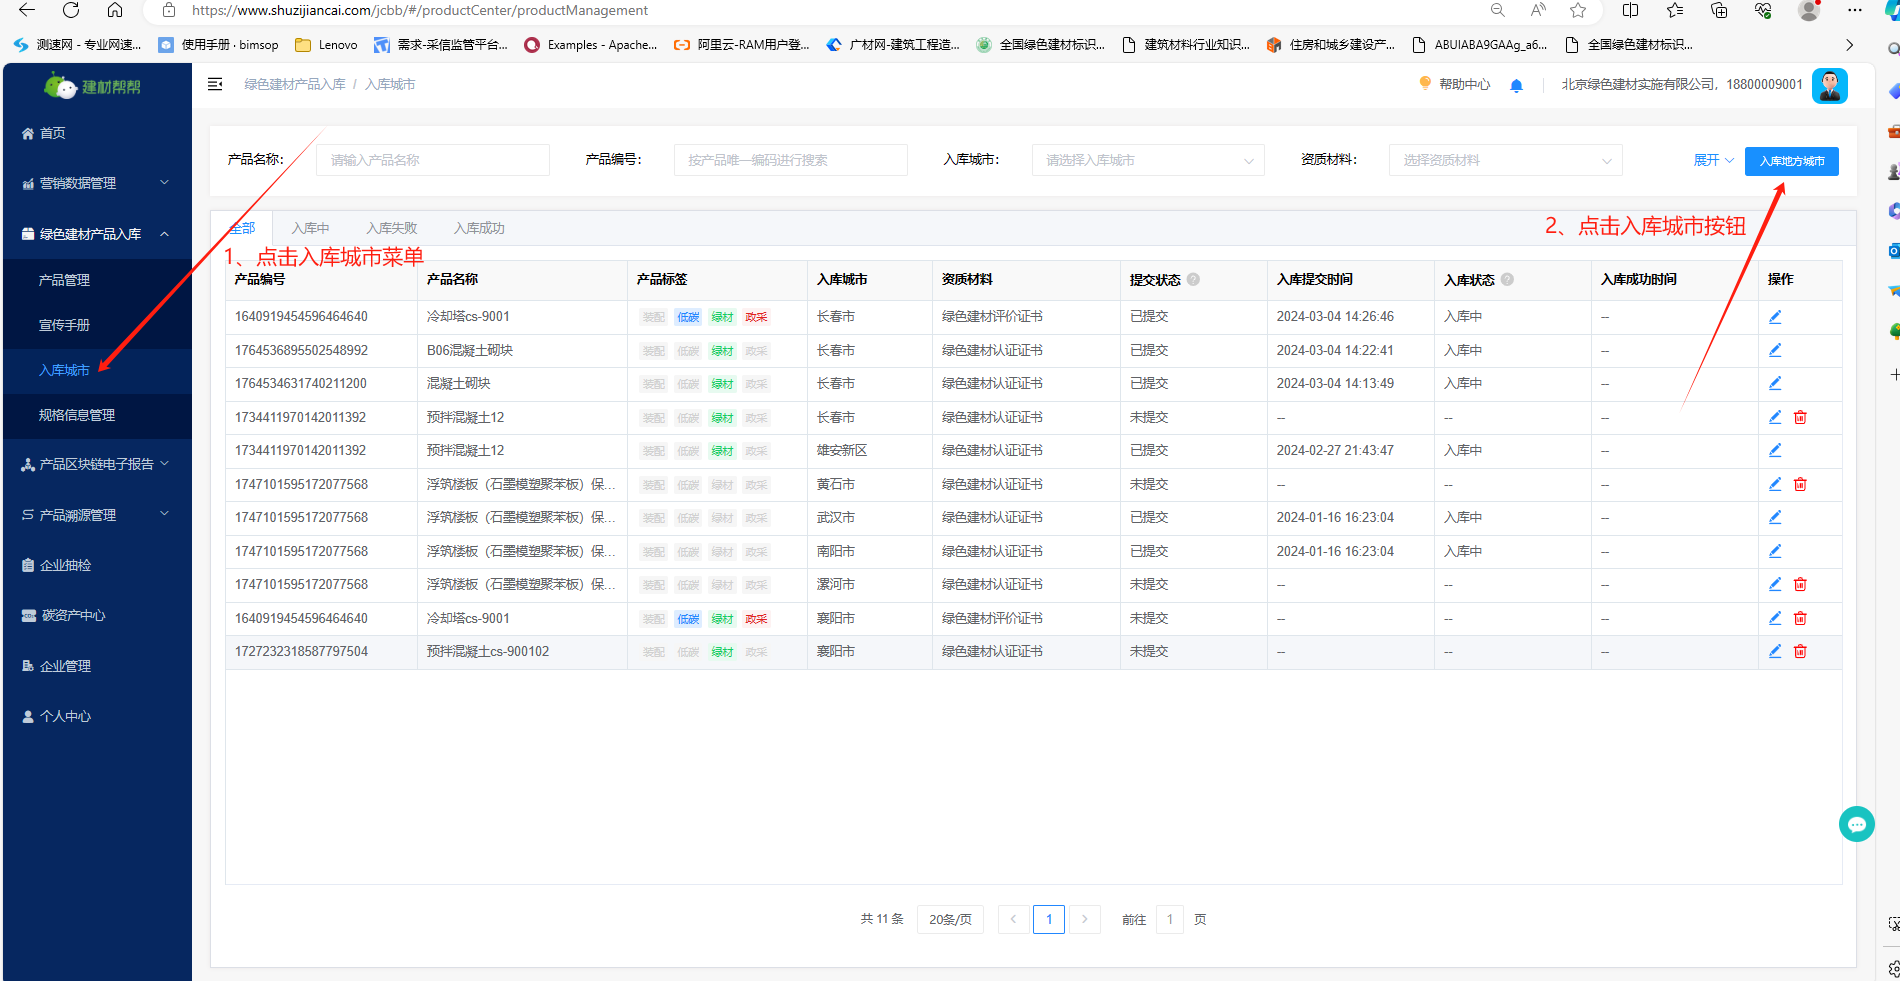 https://www.shuzijiancai.com/jcbb/#/productCenter/productManagement
测速网 - 专业网速... 使用手册 · bimsop Lenovo 需求-采信监管平台... Examples - Apache... 阿里云-RAM用户登... 广材网-建筑工程造... 全国绿色建材标识... 建筑材料行业知识... 住房和城乡建设产... ABUIABA9GAAg_a6... 全国绿色建材标识...
建材帮帮
绿色建材产品入库 / 入库城市
帮助中心
北京绿色建材实施有限公司，18800009001
首页
营销数据管理
绿色建材产品入库
产品管理
宣传手册
入库城市
规格信息管理
产品区块链电子报告
产品溯源管理
企业抽检
碳资产中心
企业管理
个人中心
产品名称： 请输入产品名称 产品编号： 按产品唯一编码进行搜索 入库城市： 请选择入库城市 资质材料： 选择资质材料 展开 入库地方城市
全部 入库中 入库失败 入库成功
1、点击入库城市菜单
2、点击入库城市按钮
产品编号 产品名称 产品标签 入库城市 资质材料 提交状态 入库提交时间 入库状态 入库成功时间 操作
1640919454596464640 冷却塔cs-9001 装配 低碳 绿材 政采 长春市 绿色建材评价证书 已提交 2024-03-04 14:26:46 入库中 --
1764536895502548992 B06混凝土砌块 装配 低碳 绿材 政采 长春市 绿色建材认证证书 已提交 2024-03-04 14:22:41 入库中 --
1764534631740211200 混凝土砌块 装配 低碳 绿材 政采 长春市 绿色建材认证证书 已提交 2024-03-04 14:13:49 入库中 --
1734411970142011392 预拌混凝土12 装配 低碳 绿材 政采 长春市 绿色建材认证证书 未提交 -- -- --
1734411970142011392 预拌混凝土12 装配 低碳 绿材 政采 雄安新区 绿色建材认证证书 已提交 2024-02-27 21:43:47 入库中 --
1747101595172077568 浮筑楼板（石墨模塑聚苯板）保... 装配 低碳 绿材 政采 黄石市 绿色建材认证证书 未提交 -- -- --
1747101595172077568 浮筑楼板（石墨模塑聚苯板）保... 装配 低碳 绿材 政采 武汉市 绿色建材认证证书 已提交 2024-01-16 16:23:04 入库中 --
1747101595172077568 浮筑楼板（石墨模塑聚苯板）保... 装配 低碳 绿材 政采 南阳市 绿色建材认证证书 已提交 2024-01-16 16:23:04 入库中 --
1747101595172077568 浮筑楼板（石墨模塑聚苯板）保... 装配 低碳 绿材 政采 漯河市 绿色建材认证证书 未提交 -- -- --
1640919454596464640 冷却塔cs-9001 装配 低碳 绿材 政采 襄阳市 绿色建材评价证书 未提交 -- -- --
1727232318587797504 预拌混凝土cs-900102 装配 低碳 绿材 政采 襄阳市 绿色建材认证证书 未提交 -- -- --
共 11 条 20条/页 1 前往 1 页